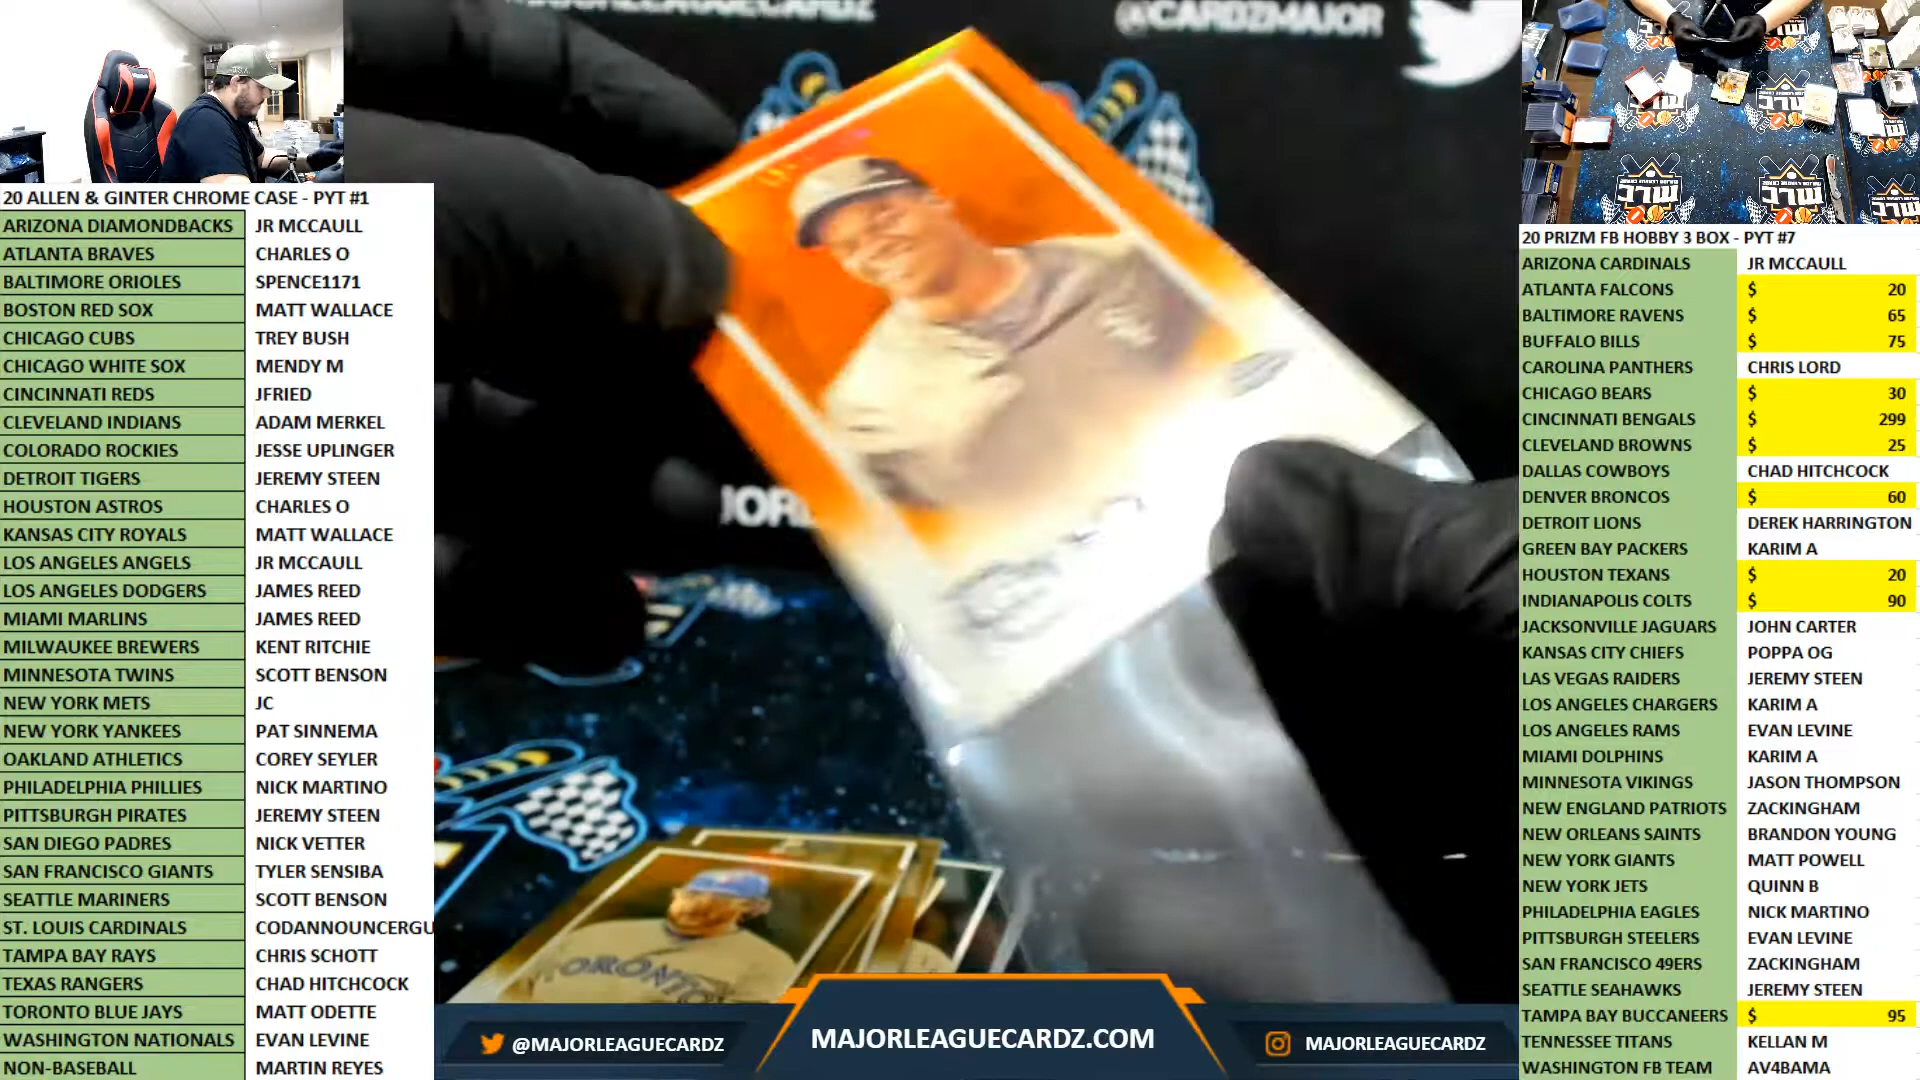 @MAJORLEAGUECARDZ
@CARDZMAJOR
20 ALLEN & GINTER CHROME CASE - PYT #1
ARIZONA DIAMONDBACKS JR MCCAULL
ATLANTA BRAVES CHARLES O
BALTIMORE ORIOLES SPENCE1171
BOSTON RED SOX MATT WALLACE
CHICAGO CUBS TREY BUSH
CHICAGO WHITE SOX MENDY M
CINCINNATI REDS JFRIED
CLEVELAND INDIANS ADAM MERKEL
COLORADO ROCKIES JESSE UPLINGER
DETROIT TIGERS JEREMY STEEN
HOUSTON ASTROS CHARLES O
KANSAS CITY ROYALS MATT WALLACE
LOS ANGELES ANGELS JR MCCAULL
LOS ANGELES DODGERS JAMES REED
MIAMI MARLINS JAMES REED
MILWAUKEE BREWERS KENT RITCHIE
MINNESOTA TWINS SCOTT BENSON
NEW YORK METS JC
NEW YORK YANKEES PAT SINNEMA
OAKLAND ATHLETICS COREY SEYLER
PHILADELPHIA PHILLIES NICK MARTINO
PITTSBURGH PIRATES JEREMY STEEN
SAN DIEGO PADRES NICK VETTER
SAN FRANCISCO GIANTS TYLER SENSIBA
SEATTLE MARINERS SCOTT BENSON
ST. LOUIS CARDINALS CODANNOUNCERGU
TAMPA BAY RAYS CHRIS SCHOTT
TEXAS RANGERS CHAD HITCHCOCK
TORONTO BLUE JAYS MATT ODETTE
WASHINGTON NATIONALS EVAN LEVINE
NON-BASEBALL MARTIN REYES
TORONTO
@MAJORLEAGUECARDZ
MAJORLEAGUECARDZ.COM
MAJORLEAGUECARDZ
20 PRIZM FB HOBBY 3 BOX - PYT #7
ARIZONA CARDINALS JR MCCAULL
ATLANTA FALCONS $ 20
BALTIMORE RAVENS $ 65
BUFFALO BILLS $ 75
CAROLINA PANTHERS CHRIS LORD
CHICAGO BEARS $ 30
CINCINNATI BENGALS $ 299
CLEVELAND BROWNS $ 25
DALLAS COWBOYS CHAD HITCHCOCK
DENVER BRONCOS $ 60
DETROIT LIONS DEREK HARRINGTON
GREEN BAY PACKERS KARIM A
HOUSTON TEXANS $ 20
INDIANAPOLIS COLTS $ 90
JACKSONVILLE JAGUARS JOHN CARTER
KANSAS CITY CHIEFS POPPA OG
LAS VEGAS RAIDERS JEREMY STEEN
LOS ANGELES CHARGERS KARIM A
LOS ANGELES RAMS EVAN LEVINE
MIAMI DOLPHINS KARIM A
MINNESOTA VIKINGS JASON THOMPSON
NEW ENGLAND PATRIOTS ZACKINGHAM
NEW ORLEANS SAINTS BRANDON YOUNG
NEW YORK GIANTS MATT POWELL
NEW YORK JETS QUINN B
PHILADELPHIA EAGLES NICK MARTINO
PITTSBURGH STEELERS EVAN LEVINE
SAN FRANCISCO 49ERS ZACKINGHAM
SEATTLE SEAHAWKS JEREMY STEEN
TAMPA BAY BUCCANEERS $ 95
TENNESSEE TITANS KELLAN M
WASHINGTON FB TEAM AV4BAMA